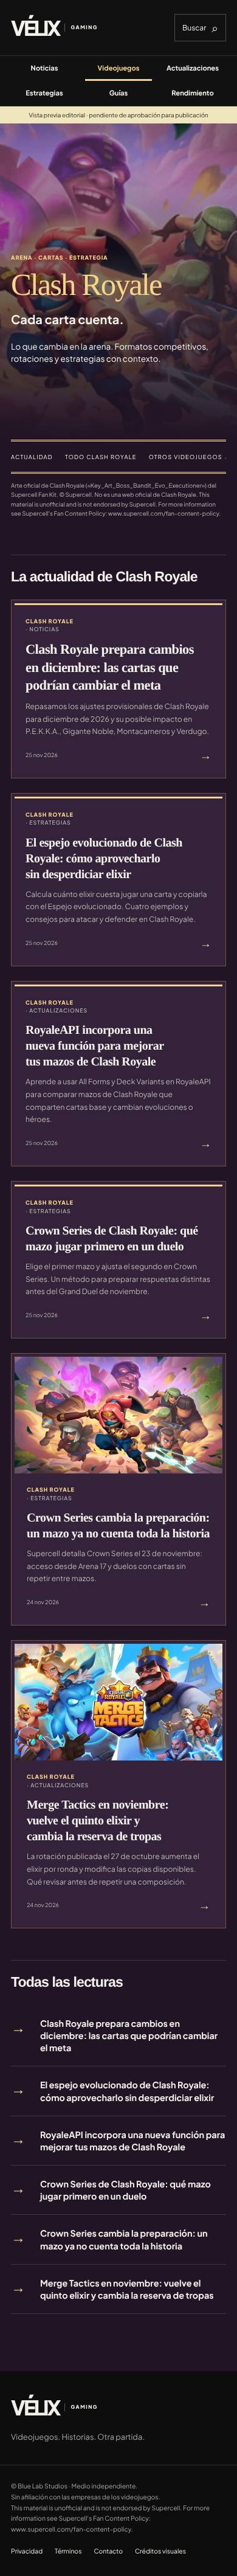 VÉLIX GAMING
Buscar
Noticias Videojuegos Actualizaciones
Estrategias Guías Rendimiento
Vista previa editorial · pendiente de aprobación para publicación
ARENA · CARTAS · ESTRATEGIA
Clash Royale
Cada carta cuenta.
Lo que cambia en la arena. Formatos competitivos,
rotaciones y estrategias con contexto.
ACTUALIDAD TODO CLASH ROYALE OTROS VIDEOJUEGOS
Arte oficial de Clash Royale («Key_Art_Boss_Bandit_Evo_Executioner») del
Supercell Fan Kit. © Supercell. No es una web oficial de Clash Royale. This
material is unofficial and is not endorsed by Supercell. For more information
see Supercell's Fan Content Policy: www.supercell.com/fan-content-policy.
La actualidad de Clash Royale
CLASH ROYALE
· NOTICIAS
Clash Royale prepara cambios
en diciembre: las cartas que
podrían cambiar el meta
Repasamos los ajustes provisionales de Clash Royale
para diciembre de 2026 y su posible impacto en
P.E.K.K.A., Gigante Noble, Montacarneros y Verdugo.
25 nov 2026 →
CLASH ROYALE
· ESTRATEGIAS
El espejo evolucionado de Clash
Royale: cómo aprovecharlo
sin desperdiciar elixir
Calcula cuánto elixir cuesta jugar una carta y copiarla
con el Espejo evolucionado. Cuatro ejemplos y
consejos para atacar y defender en Clash Royale.
25 nov 2026 →
CLASH ROYALE
· ACTUALIZACIONES
RoyaleAPI incorpora una
nueva función para mejorar
tus mazos de Clash Royale
Aprende a usar All Forms y Deck Variants en RoyaleAPI
para comparar mazos de Clash Royale que
comparten cartas base y cambian evoluciones o
héroes.
25 nov 2026 →
CLASH ROYALE
· ESTRATEGIAS
Crown Series de Clash Royale: qué
mazo jugar primero en un duelo
Elige el primer mazo y ajusta el segundo en Crown
Series. Un método para preparar respuestas distintas
antes del Grand Duel de noviembre.
25 nov 2026 →
CLASH ROYALE
· ESTRATEGIAS
Crown Series cambia la preparación:
un mazo ya no cuenta toda la historia
Supercell detalla Crown Series el 23 de noviembre:
acceso desde Arena 17 y duelos con cartas sin
repetir entre mazos.
24 nov 2026 →
CLASH ROYALE
MERGE
TACTICS
CLASH ROYALE
· ACTUALIZACIONES
Merge Tactics en noviembre:
vuelve el quinto elixir y
cambia la reserva de tropas
La rotación publicada el 27 de octubre aumenta el
elixir por ronda y modifica las copias disponibles.
Qué revisar antes de repetir una composición.
24 nov 2026 →
Todas las lecturas
→ Clash Royale prepara cambios en
diciembre: las cartas que podrían cambiar
el meta
→ El espejo evolucionado de Clash Royale:
cómo aprovecharlo sin desperdiciar elixir
→ RoyaleAPI incorpora una nueva función para
mejorar tus mazos de Clash Royale
→ Crown Series de Clash Royale: qué mazo
jugar primero en un duelo
→ Crown Series cambia la preparación: un
mazo ya no cuenta toda la historia
→ Merge Tactics en noviembre: vuelve el
quinto elixir y cambia la reserva de tropas
VÉLIX GAMING
Videojuegos. Historias. Otra partida.
© Blue Lab Studios · Medio independiente.
Sin afiliación con las empresas de los videojuegos.
This material is unofficial and is not endorsed by Supercell. For more
information see Supercell's Fan Content Policy:
www.supercell.com/fan-content-policy.
Privacidad Términos Contacto Créditos visuales